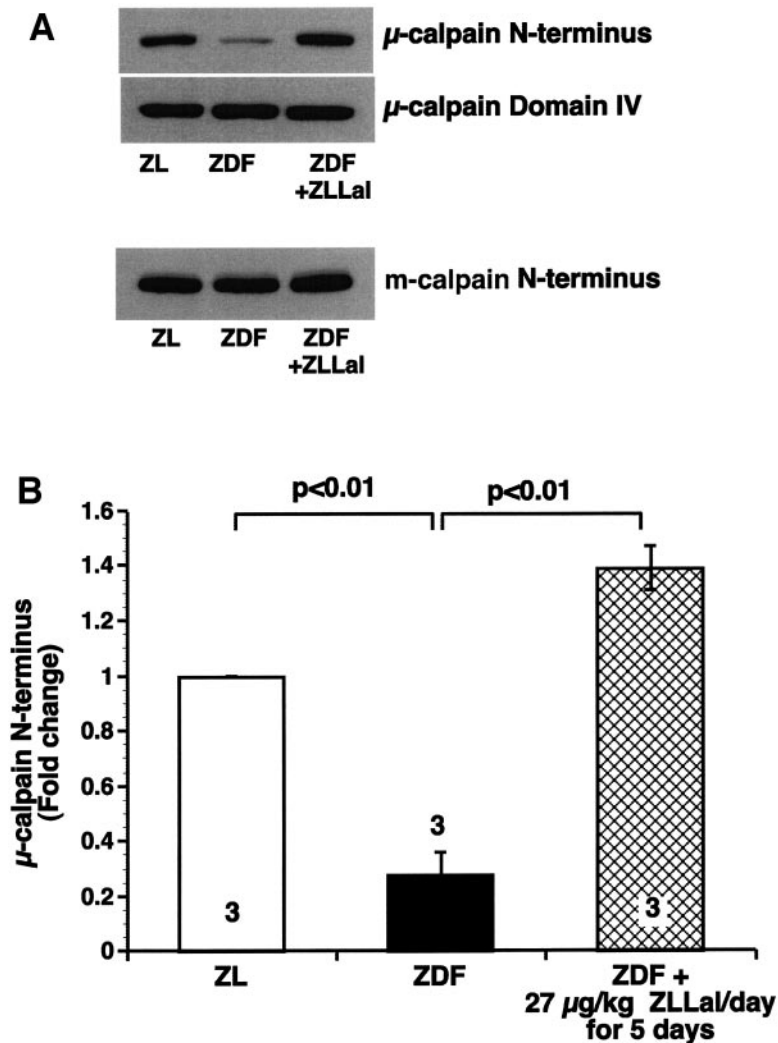 A
µ-calpain N-terminus
µ-calpain Domain IV
ZL ZDF ZDF
+ZLLal
m-calpain N-terminus
ZL ZDF ZDF
+ZLLal
B
p<0.01 p<0.01
µ-calpain N-terminus
(Fold change)
1.6
1.4
1.2
1
0.8
0.6
0.4
0.2
0
3
3
3
ZL ZDF ZDF +
27 µg/kg ZLLal/day
for 5 days